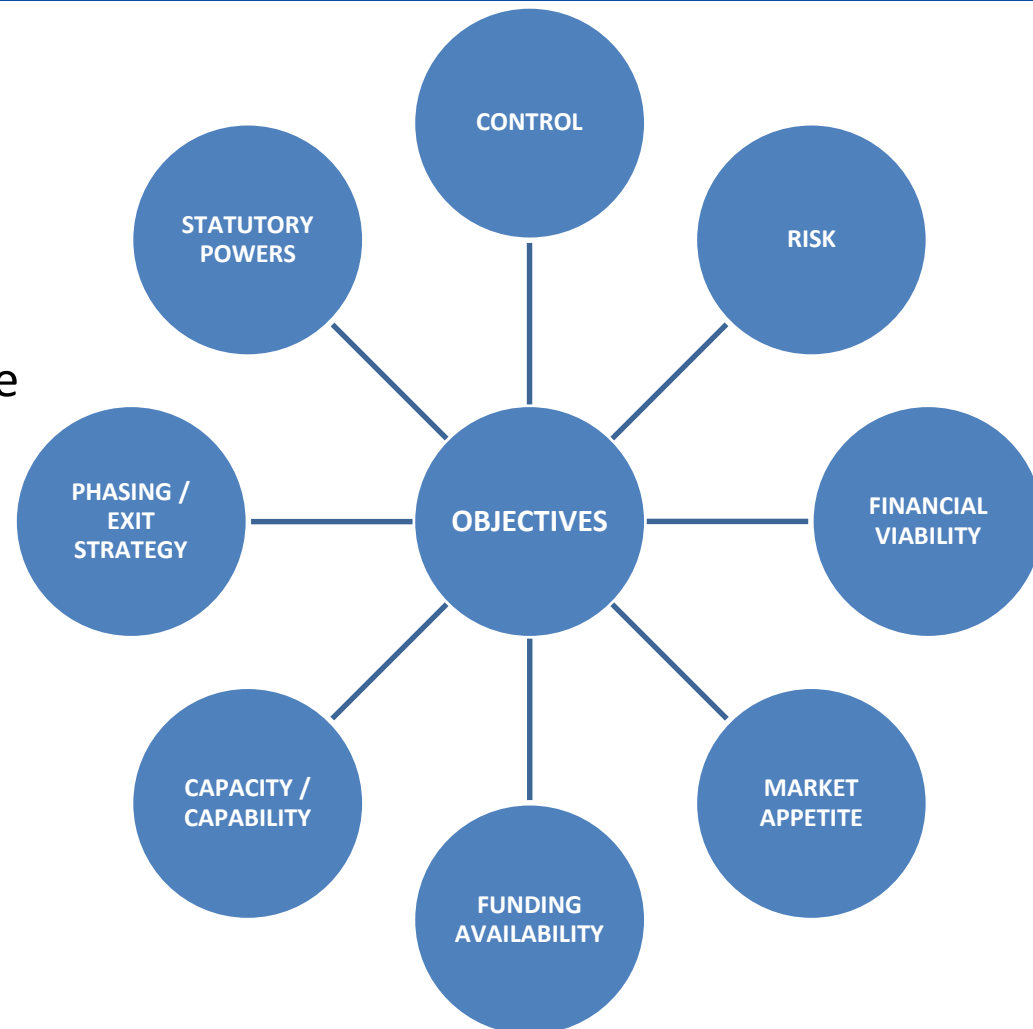 CONTROL
STATUTORY
POWERS
RISK
e
PHASING /
EXIT
STRATEGY
OBJECTIVES
FINANCIAL
VIABILITY
CAPACITY /
CAPABILITY
MARKET
APPETITE
FUNDING
AVAILABILITY